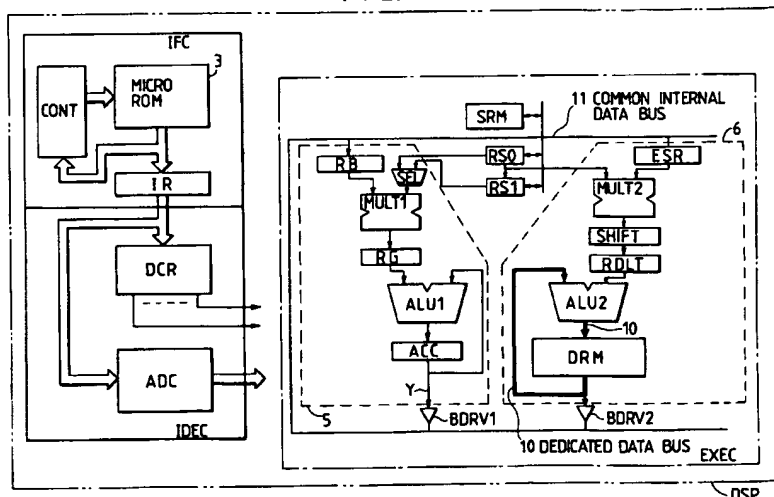 IFC
3
MICRO
ROM
CONT
IR
DCR
ADC
IDEC
11 COMMON INTERNAL
DATA BUS
6
SRM
RB
SEL
RS0
RS1
ESR
MULT1
MULT2
SHIFT
RG
RDLT
ALU1
ALU2
10
ACC
DRM
Y
5
BDRV1
BDRV2
10 DEDICATED DATA BUS
EXEC
DSP